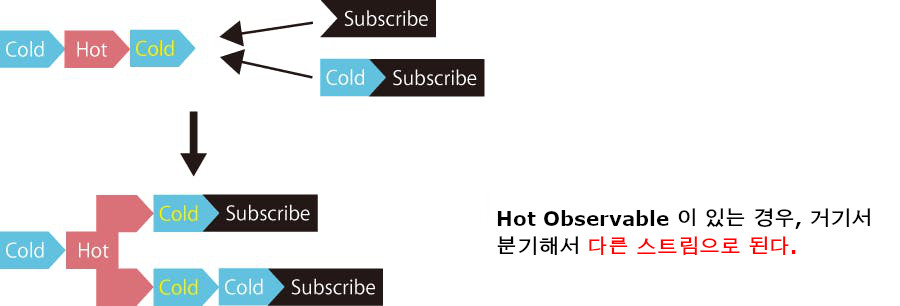 Subscribe
Cold Hot Cold
Cold Subscribe
Cold Subscribe
Hot Observable 이 있는 경우, 거기서
분기해서 다른 스트림으로 된다.
Cold Hot
Cold Cold Subscribe